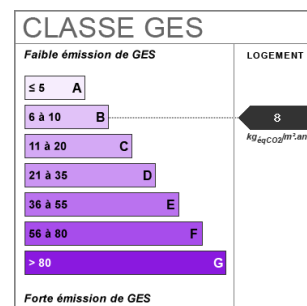 CLASSE GES
Faible émission de GES
LOGEMENT
≤ 5 A
6 à 10 B
8
kgéqCO2/m².an
11 à 20 C
21 à 35 D
36 à 55 E
56 à 80 F
> 80 G
Forte émission de GES